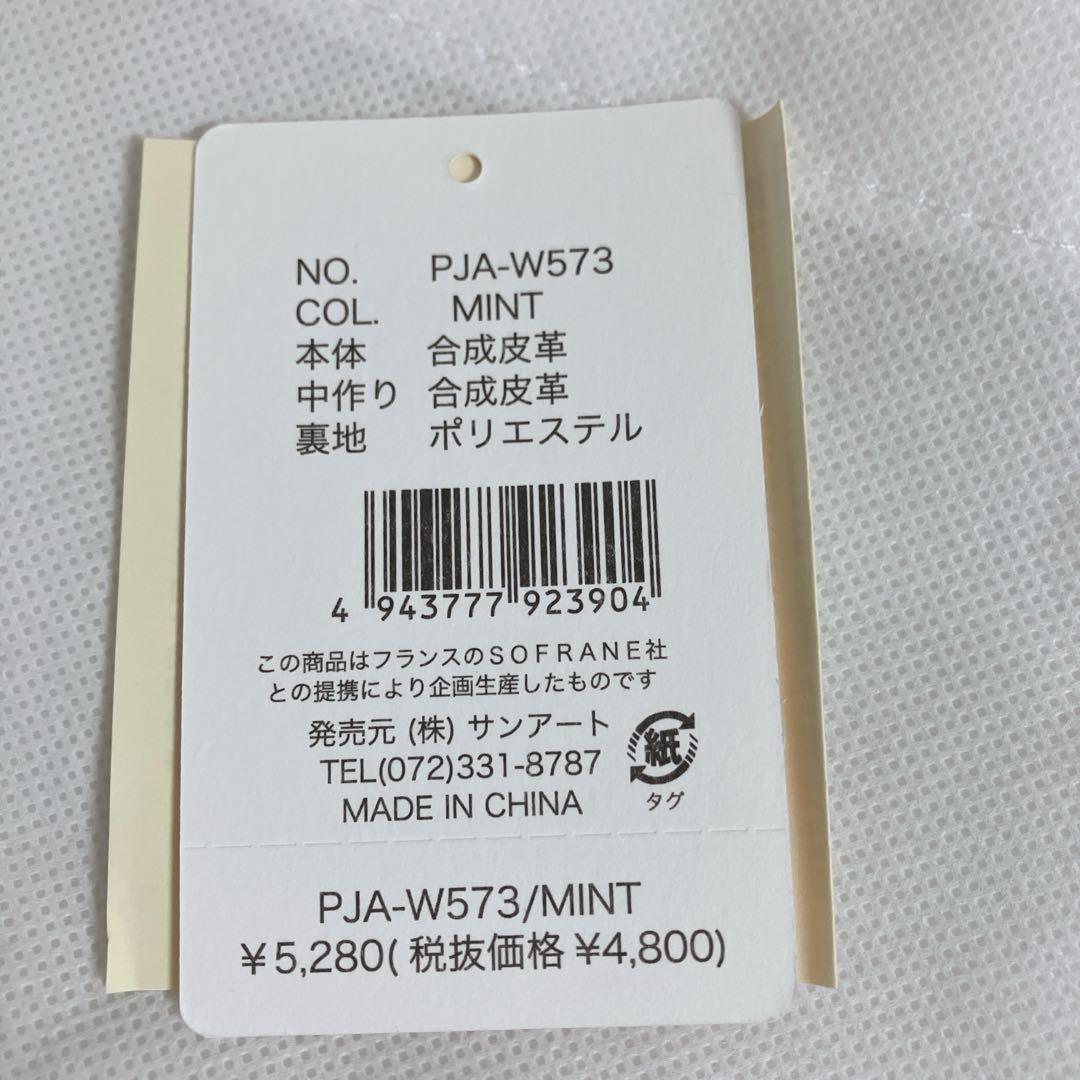 NO. PJA-W573
COL. MINT
本体 合成皮革
中作り 合成皮革
裏地 ポリエステル
4 943777 923904
この商品はフランスのSOFRANE社
との提携により企画生産したものです
発売元 (株) サンアート
TEL(072)331-8787
MADE IN CHINA
紙
タグ
PJA-W573/MINT
¥5,280( 税抜価格 ¥4,800)